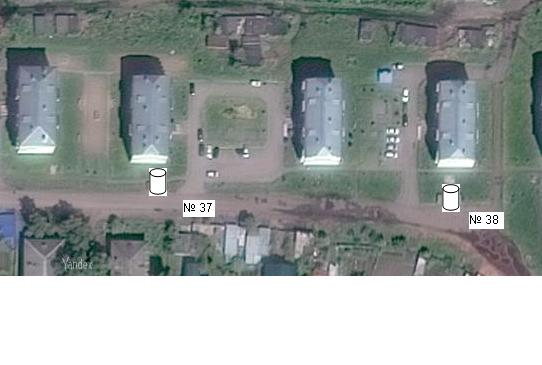 № 37
№ 38
Yandex